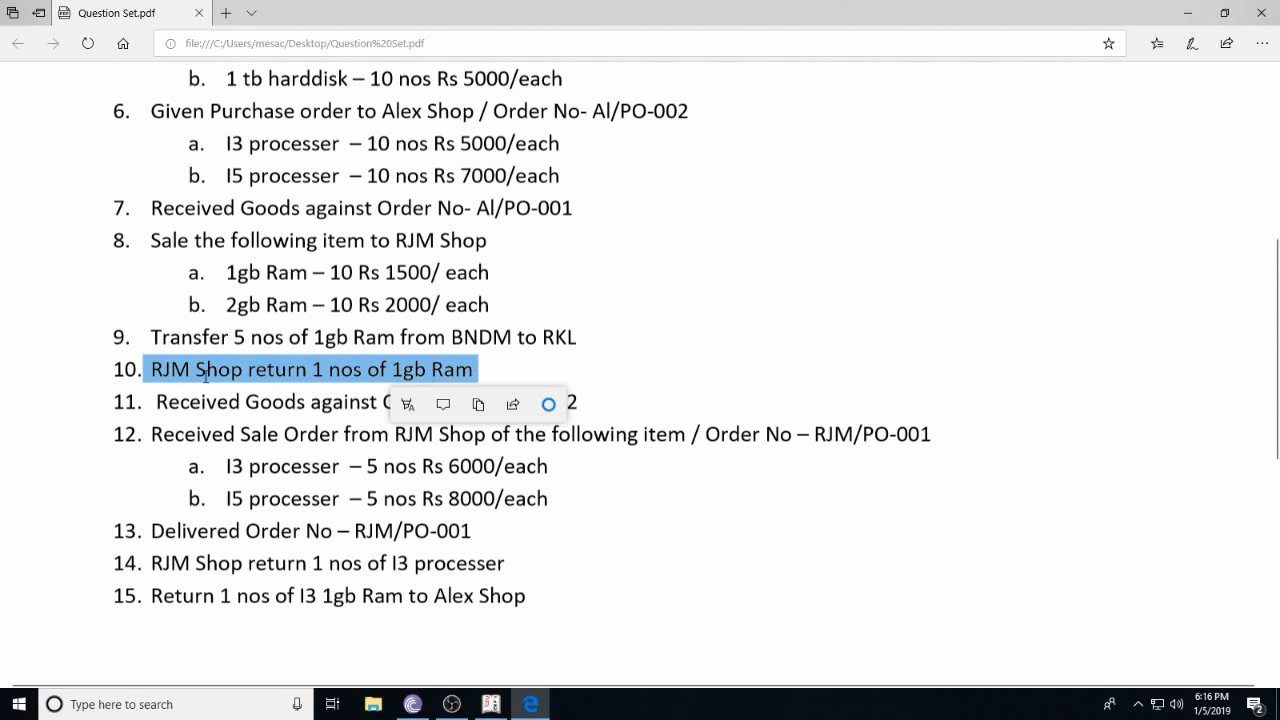 Question Set.pdf
file:///C:/Users/mesac/Desktop/Question%20Set.pdf
b. 1 tb harddisk – 10 nos Rs 5000/each
6. Given Purchase order to Alex Shop / Order No- Al/PO-002
a. I3 processer – 10 nos Rs 5000/each
b. I5 processer – 10 nos Rs 7000/each
7. Received Goods against Order No- Al/PO-001
8. Sale the following item to RJM Shop
a. 1gb Ram – 10 Rs 1500/ each
b. 2gb Ram – 10 Rs 2000/ each
9. Transfer 5 nos of 1gb Ram from BNDM to RKL
10. RJM Shop return 1 nos of 1gb Ram
11. Received Goods against 2
12. Received Sale Order from RJM Shop of the following item / Order No – RJM/PO-001
a. I3 processer – 5 nos Rs 6000/each
b. I5 processer – 5 nos Rs 8000/each
13. Delivered Order No – RJM/PO-001
14. RJM Shop return 1 nos of I3 processer
15. Return 1 nos of I3 1gb Ram to Alex Shop
Type here to search
6:16 PM
1/5/2019
2